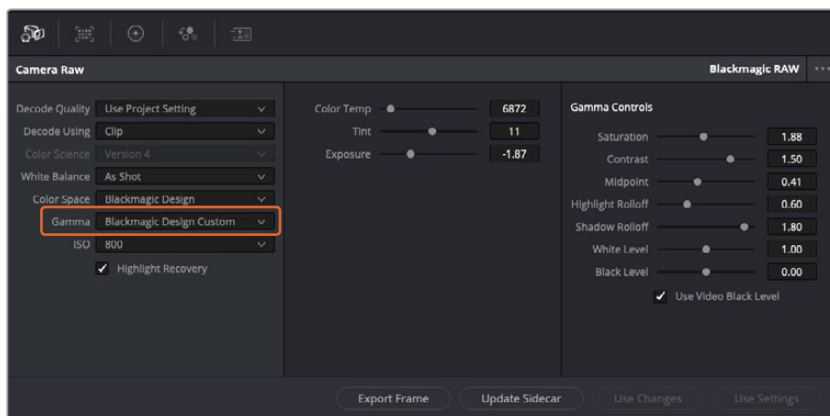 Camera Raw
Blackmagic RAW
Decode Quality Use Project Setting
Decode Using Clip
Color Science Version 4
White Balance As Shot
Color Space Blackmagic Design
Gamma Blackmagic Design Custom
ISO 800
Highlight Recovery
Color Temp 6872
Tint 11
Exposure -1.87
Gamma Controls
Saturation 1.88
Contrast 1.50
Midpoint 0.41
Highlight Rolloff 0.60
Shadow Rolloff 1.80
White Level 1.00
Black Level 0.00
Use Video Black Level
Export Frame Update Sidecar Use Changes Use Settings